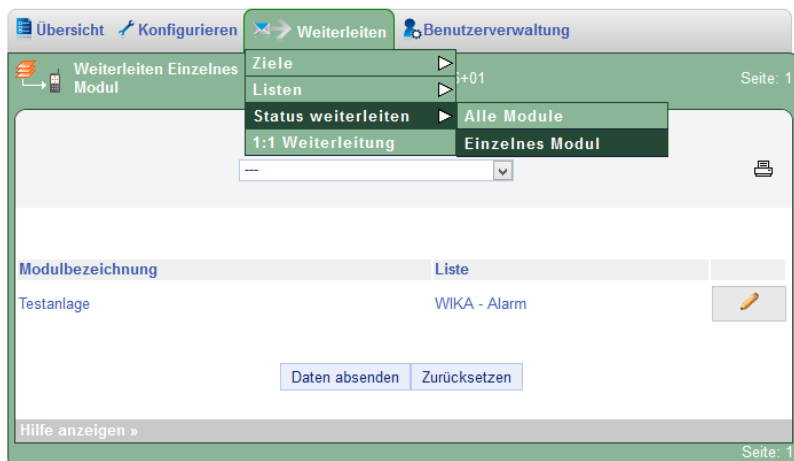 Übersicht Konfigurieren Weiterleiten Benutzerverwaltung
Weiterleiten Einzelnes
Modul
Ziele
+01
Seite: 1
Listen
Status weiterleiten
Alle Module
1:1 Weiterleitung
Einzelnes Modul
---
Modulbezeichnung Liste
Testanlage WIKA - Alarm
Daten absenden Zurücksetzen
Hilfe anzeigen »
Seite: 1